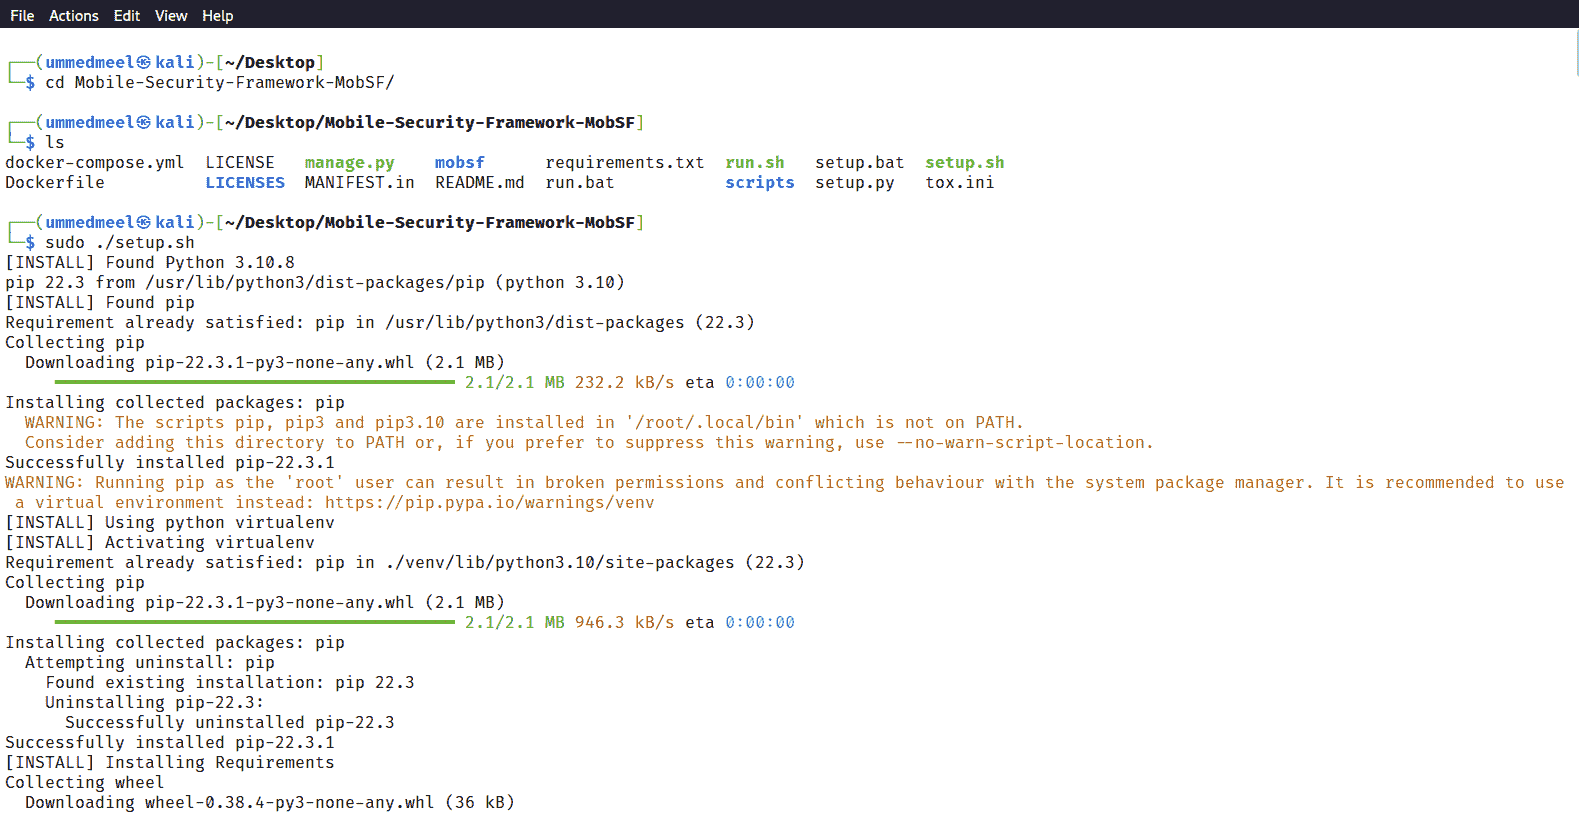 File Actions Edit View Help
┌──(ummedmeel㉿kali)-[~/Desktop]
└─$ cd Mobile-Security-Framework-MobSF/
┌──(ummedmeel㉿kali)-[~/Desktop/Mobile-Security-Framework-MobSF]
└─$ ls
docker-compose.yml LICENSE manage.py mobsf requirements.txt run.sh setup.bat setup.sh
Dockerfile LICENSES MANIFEST.in README.md run.bat scripts setup.py tox.ini
┌──(ummedmeel㉿kali)-[~/Desktop/Mobile-Security-Framework-MobSF]
└─$ sudo ./setup.sh
[INSTALL] Found Python 3.10.8
pip 22.3 from /usr/lib/python3/dist-packages/pip (python 3.10)
[INSTALL] Found pip
Requirement already satisfied: pip in /usr/lib/python3/dist-packages (22.3)
Collecting pip
Downloading pip-22.3.1-py3-none-any.whl (2.1 MB)
2.1/2.1 MB 232.2 kB/s eta 0:00:00
Installing collected packages: pip
WARNING: The scripts pip, pip3 and pip3.10 are installed in '/root/.local/bin' which is not on PATH.
Consider adding this directory to PATH or, if you prefer to suppress this warning, use --no-warn-script-location.
Successfully installed pip-22.3.1
WARNING: Running pip as the 'root' user can result in broken permissions and conflicting behaviour with the system package manager. It is recommended to use
a virtual environment instead: https://pip.pypa.io/warnings/venv
[INSTALL] Using python virtualenv
[INSTALL] Activating virtualenv
Requirement already satisfied: pip in ./venv/lib/python3.10/site-packages (22.3)
Collecting pip
Downloading pip-22.3.1-py3-none-any.whl (2.1 MB)
2.1/2.1 MB 946.3 kB/s eta 0:00:00
Installing collected packages: pip
Attempting uninstall: pip
Found existing installation: pip 22.3
Uninstalling pip-22.3:
Successfully uninstalled pip-22.3
Successfully installed pip-22.3.1
[INSTALL] Installing Requirements
Collecting wheel
Downloading wheel-0.38.4-py3-none-any.whl (36 kB)